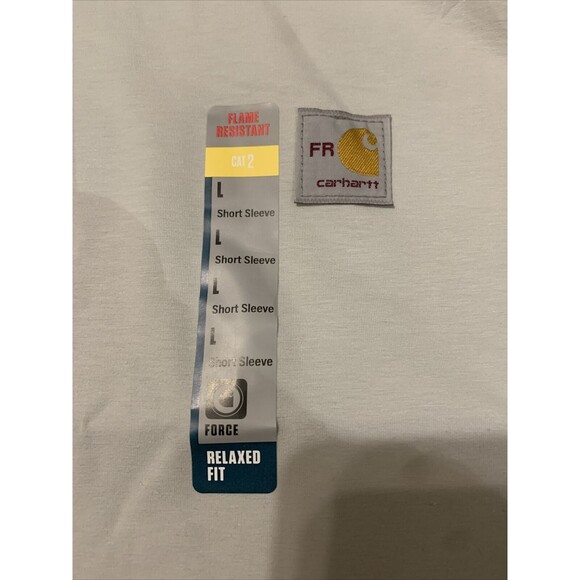 FLAME
RESISTANT
CAT 2
L
Short Sleeve
L
Short Sleeve
L
Short Sleeve
L
Short Sleeve
FORCE
RELAXED
FIT
FR
carhartt